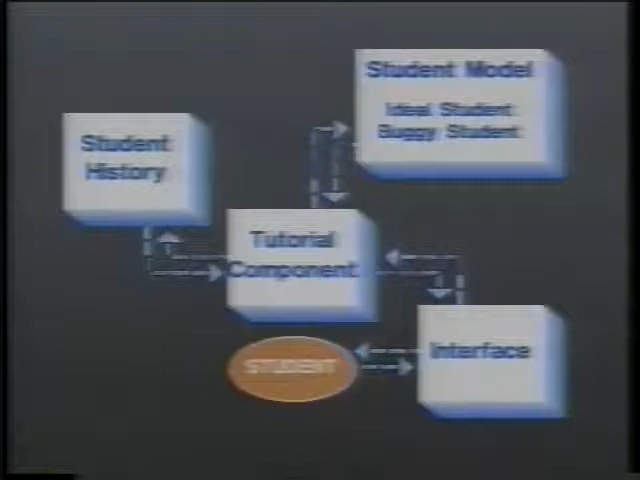 Student Model
Ideal Student
Buggy Student
Student
History
Tutorial
Component
Interface
STUDENT